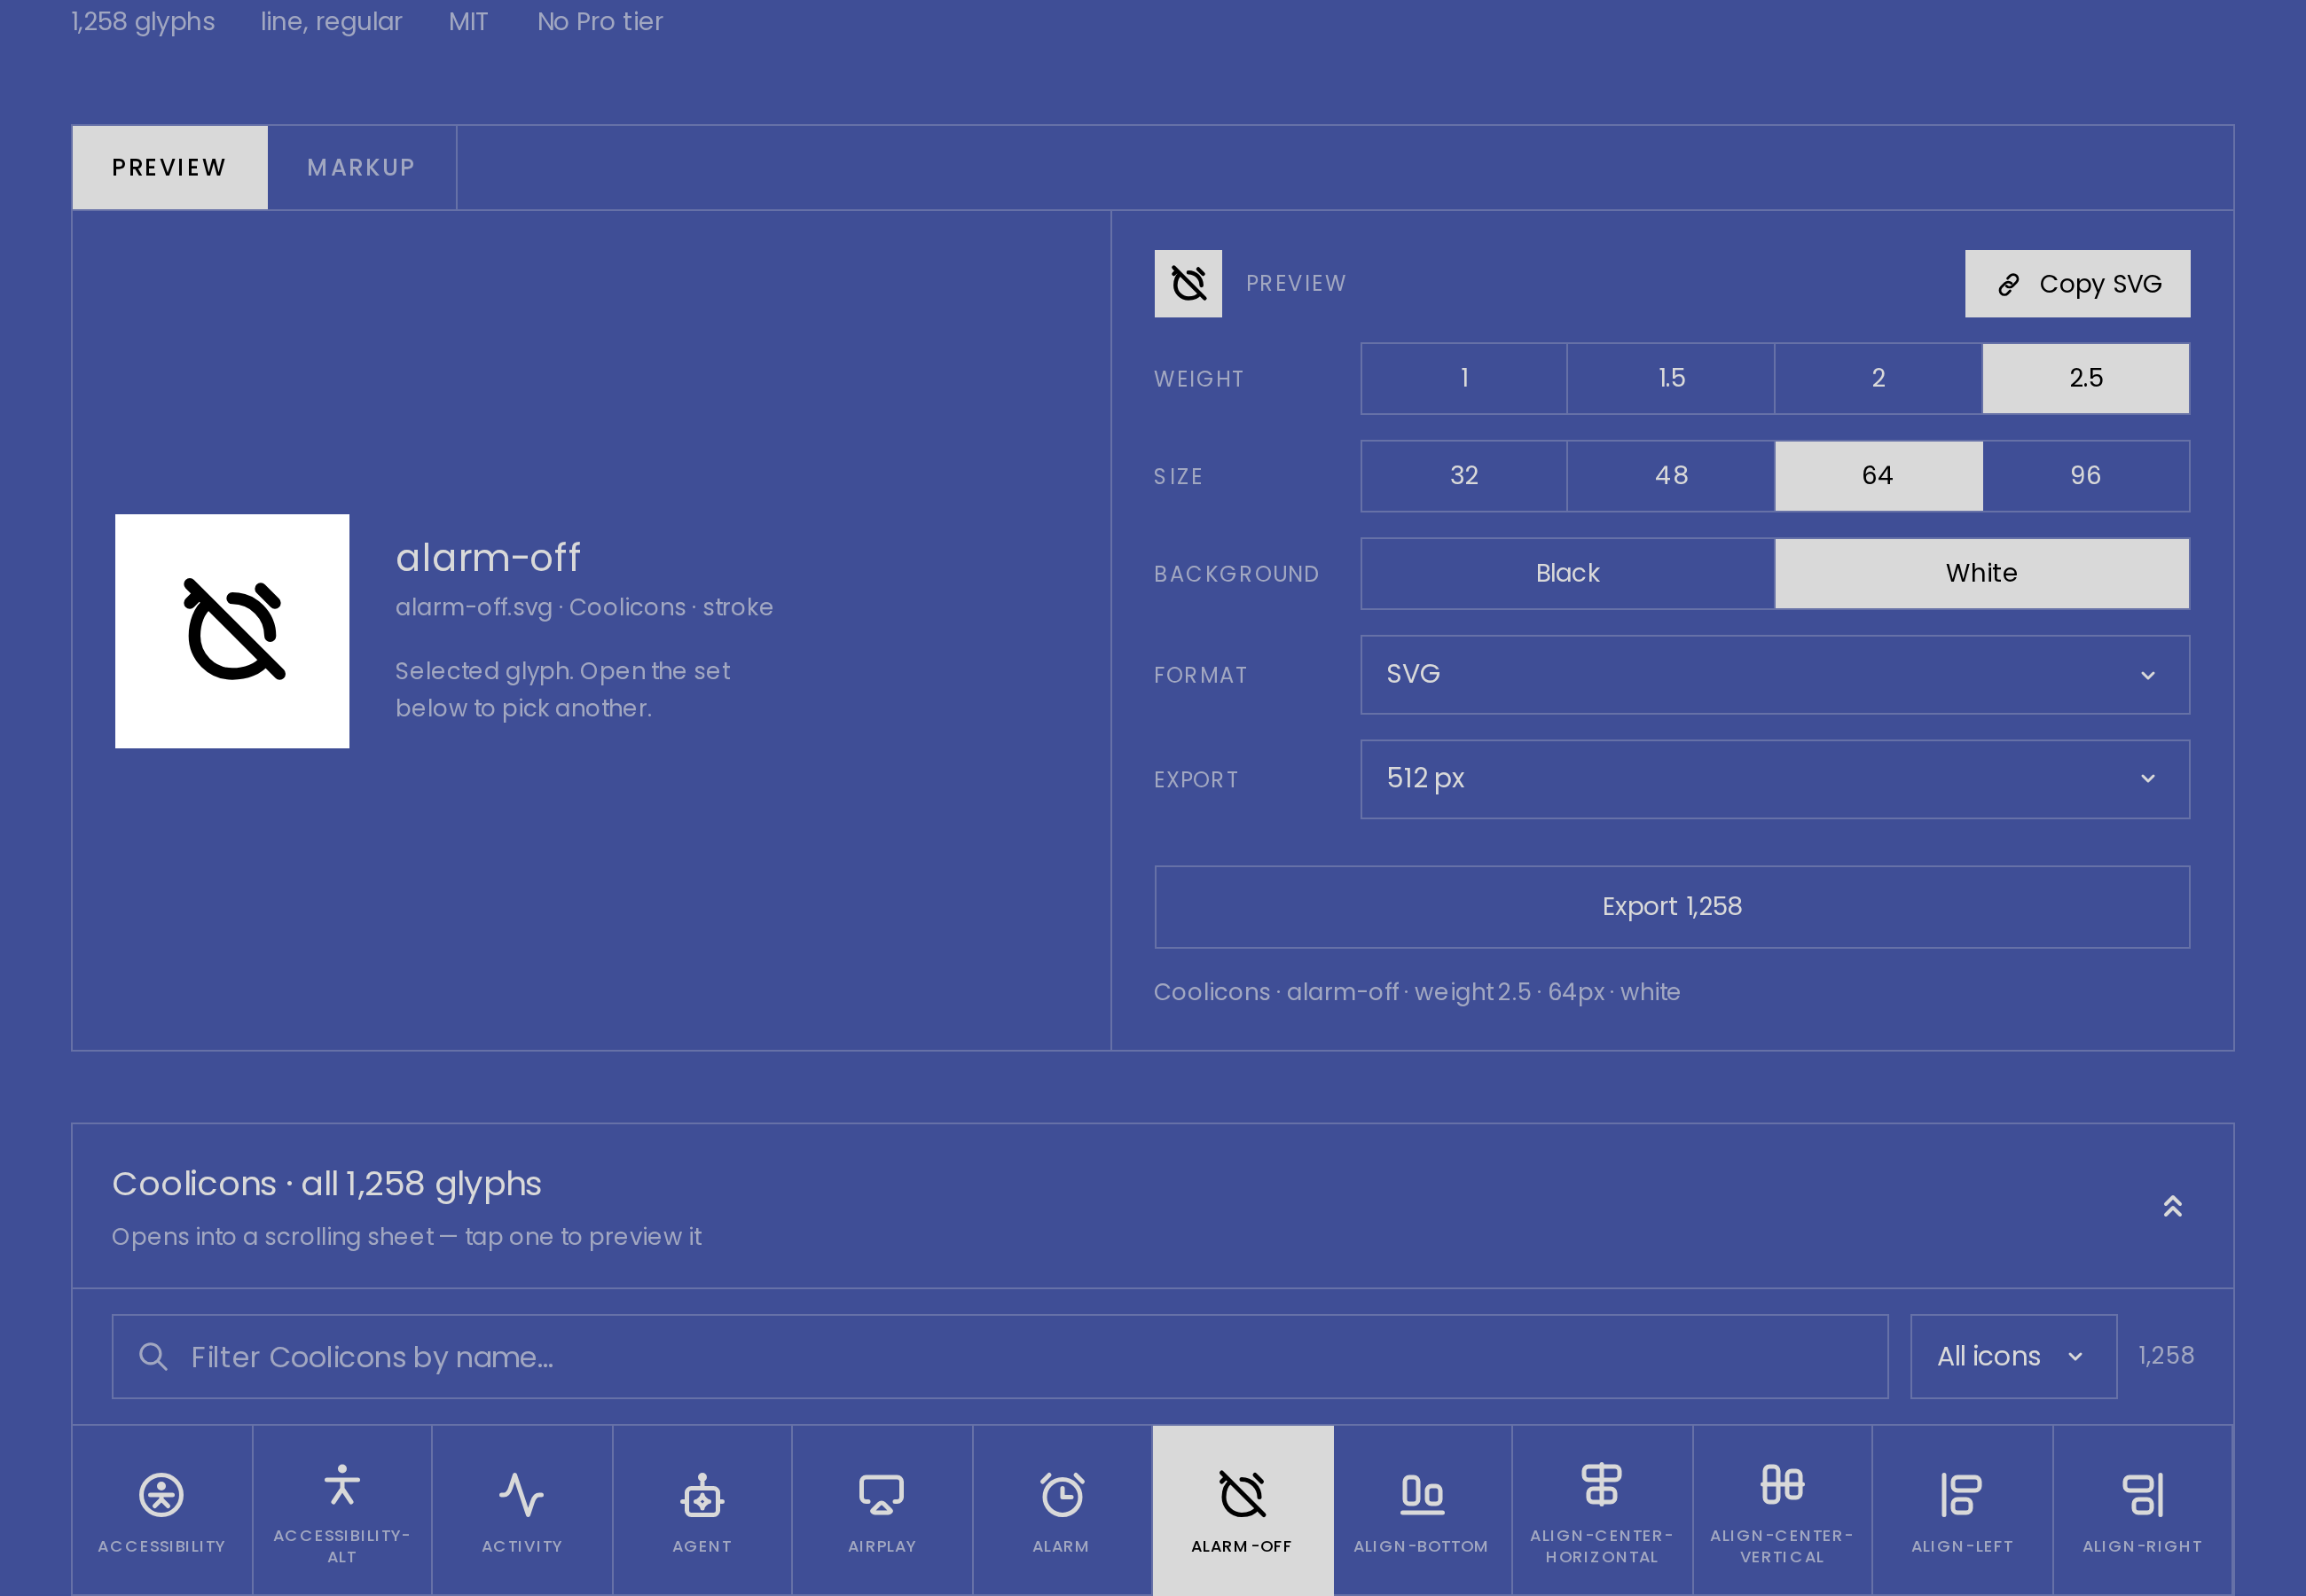 1,258 glyphs line, regular MIT No Pro tier
PREVIEW MARKUP
PREVIEW Copy SVG
WEIGHT 1 1.5 2 2.5
SIZE 32 48 64 96
BACKGROUND Black White
FORMAT SVG
EXPORT 512 px
Export 1,258
Coolicons · alarm-off · weight 2.5 · 64px · white
alarm-off
alarm-off.svg · Coolicons · stroke
Selected glyph. Open the set
below to pick another.
Coolicons · all 1,258 glyphs
Opens into a scrolling sheet — tap one to preview it
Filter Coolicons by name... All icons 1,258
ACCESSIBILITY
ACCESSIBILITY-
ALT
ACTIVITY
AGENT
AIRPLAY
ALARM
ALARM-OFF
ALIGN-BOTTOM
ALIGN-CENTER-
HORIZONTAL
ALIGN-CENTER-
VERTICAL
ALIGN-LEFT
ALIGN-RIGHT